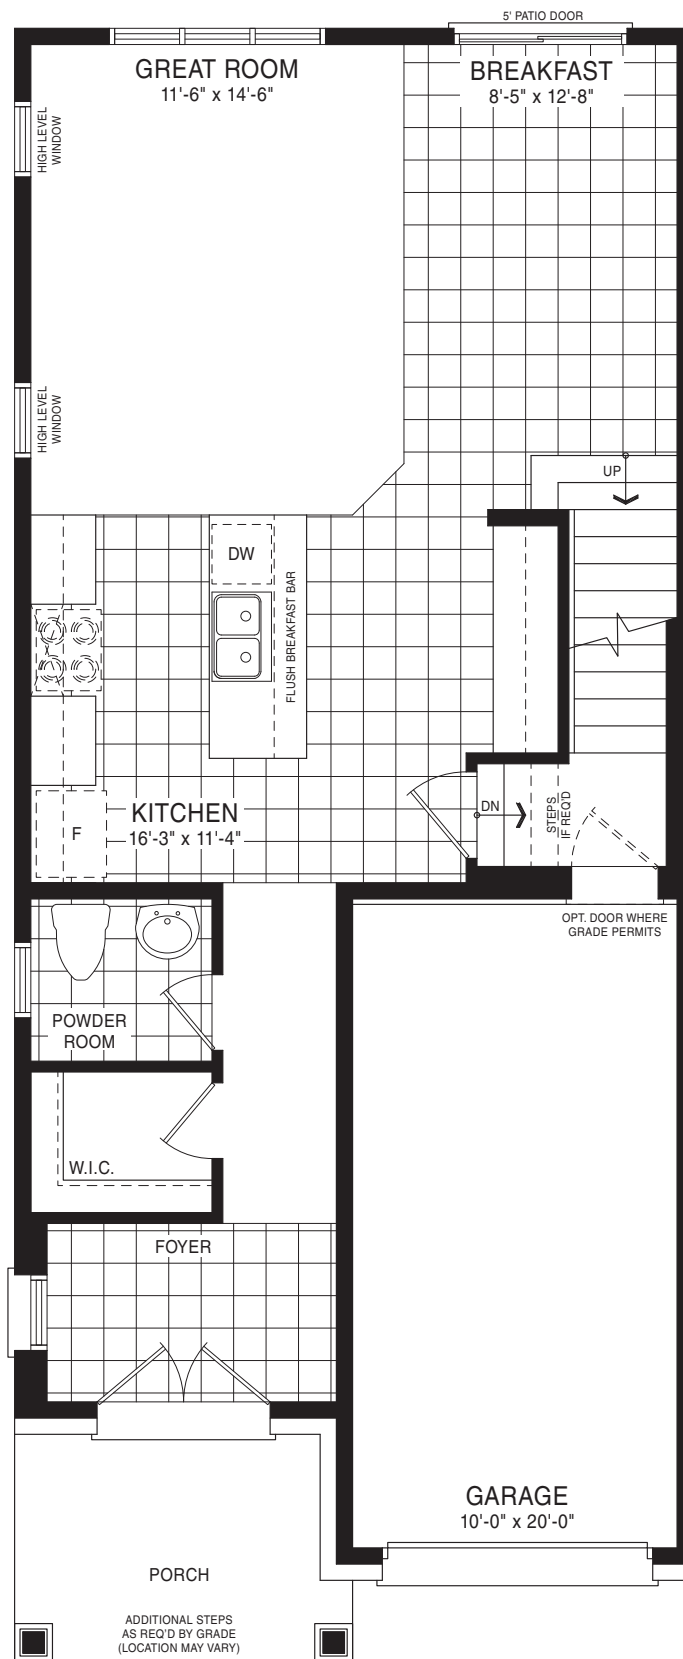 5' PATIO DOOR
GREAT ROOM
11'-6" x 14'-6"
BREAKFAST
8'-5" x 12'-8"
HIGH LEVEL
WINDOW
HIGH LEVEL
WINDOW
UP
DW
FLUSH BREAKFAST BAR
F
KITCHEN
16'-3" x 11'-4"
DN
STEPS
IF REQ'D
OPT. DOOR WHERE
GRADE PERMITS
POWDER
ROOM
W.I.C.
FOYER
GARAGE
10'-0" x 20'-0"
PORCH
ADDITIONAL STEPS
AS REQ'D BY GRADE
(LOCATION MAY VARY)